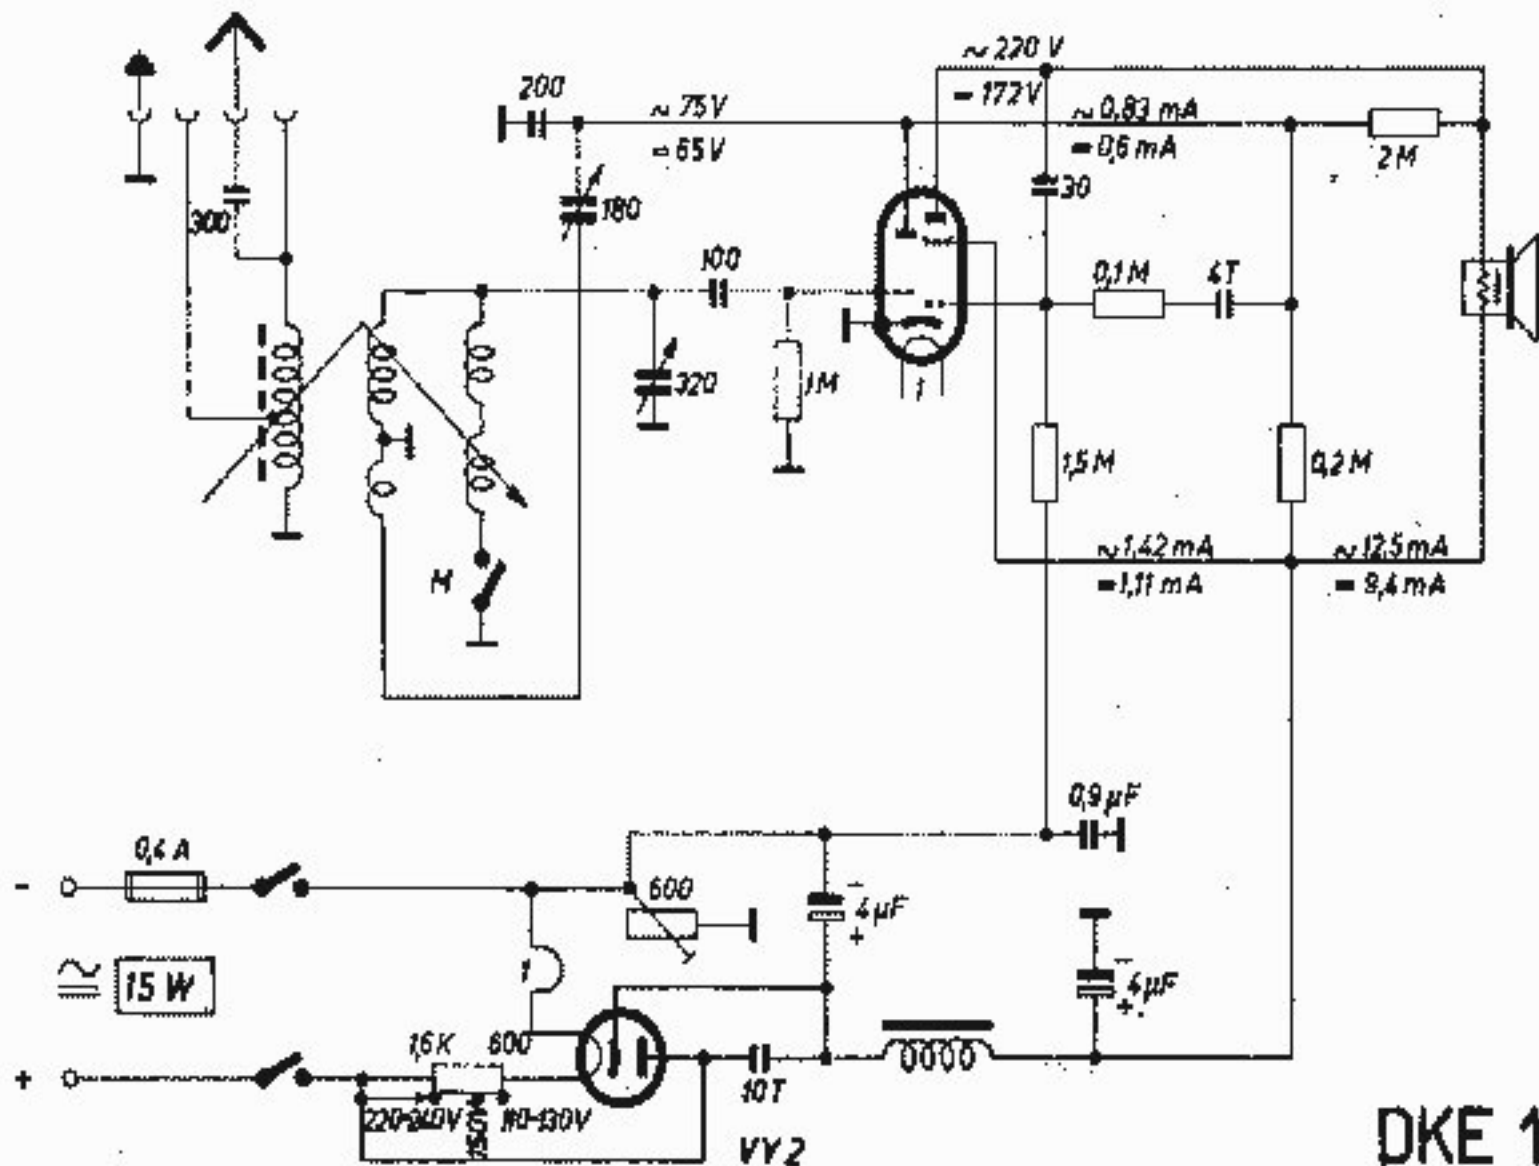 ~ 220 V
= 172 V
200
~ 75 V
= 65 V
~ 0,83 mA
= 0,6 mA
2 M
300
180
30
100
0,1 M
4T
320
1M
1
1,5 M
0,2 M
~ 1,42 mA
= 1,11 mA
~ 12,5 mA
= 9,4 mA
M
0,9 µF
0,4 A
-
600
−
4 µF
+
1
−
4 µF
+
≂
15 W
1,6 K
600
+
10T
220-240V
150V
110-130V
VY2
DKE 1